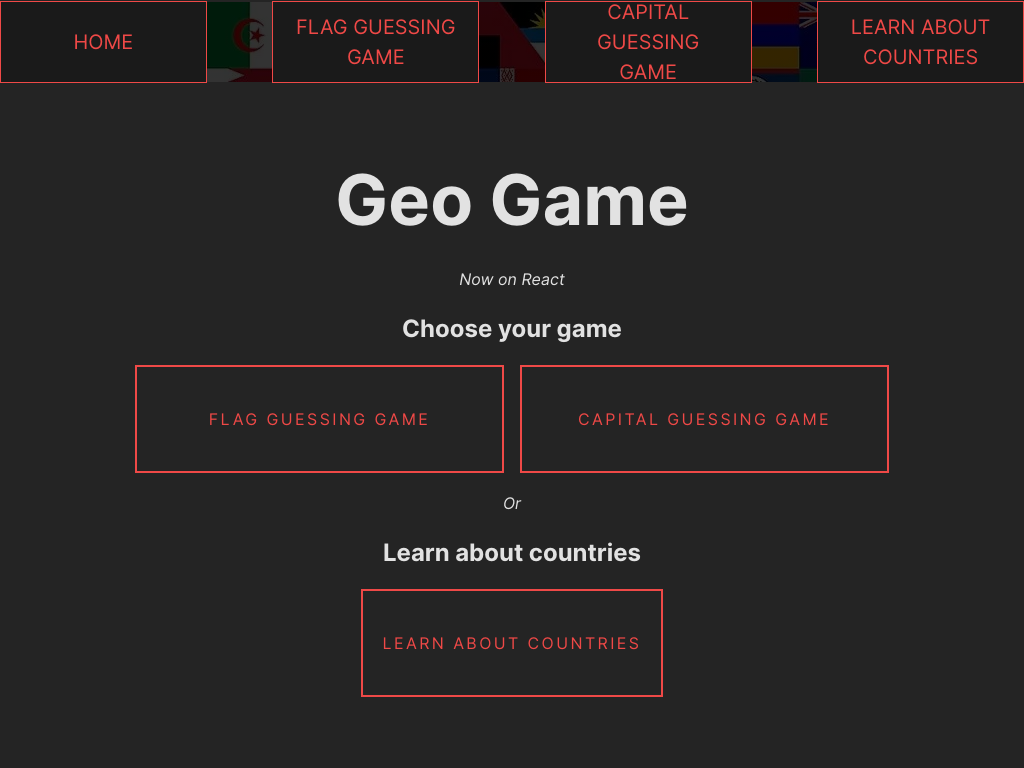 HOME
FLAG GUESSING
GAME
CAPITAL
GUESSING
GAME
LEARN ABOUT
COUNTRIES
Geo Game
Now on React
Choose your game
FLAG GUESSING GAME
CAPITAL GUESSING GAME
Or
Learn about countries
LEARN ABOUT COUNTRIES